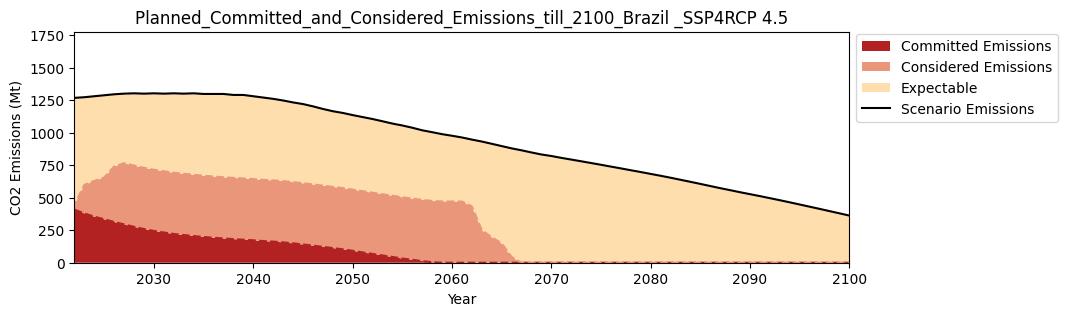 Planned_Committed_and_Considered_Emissions_till_2100_Brazil _SSP4RCP 4.5
1750
1500
1250
1000
750
500
250
0
CO2 Emissions (Mt)
2030
2040
2050
2060
2070
2080
2090
2100
Year
Committed Emissions
Considered Emissions
Expectable
Scenario Emissions